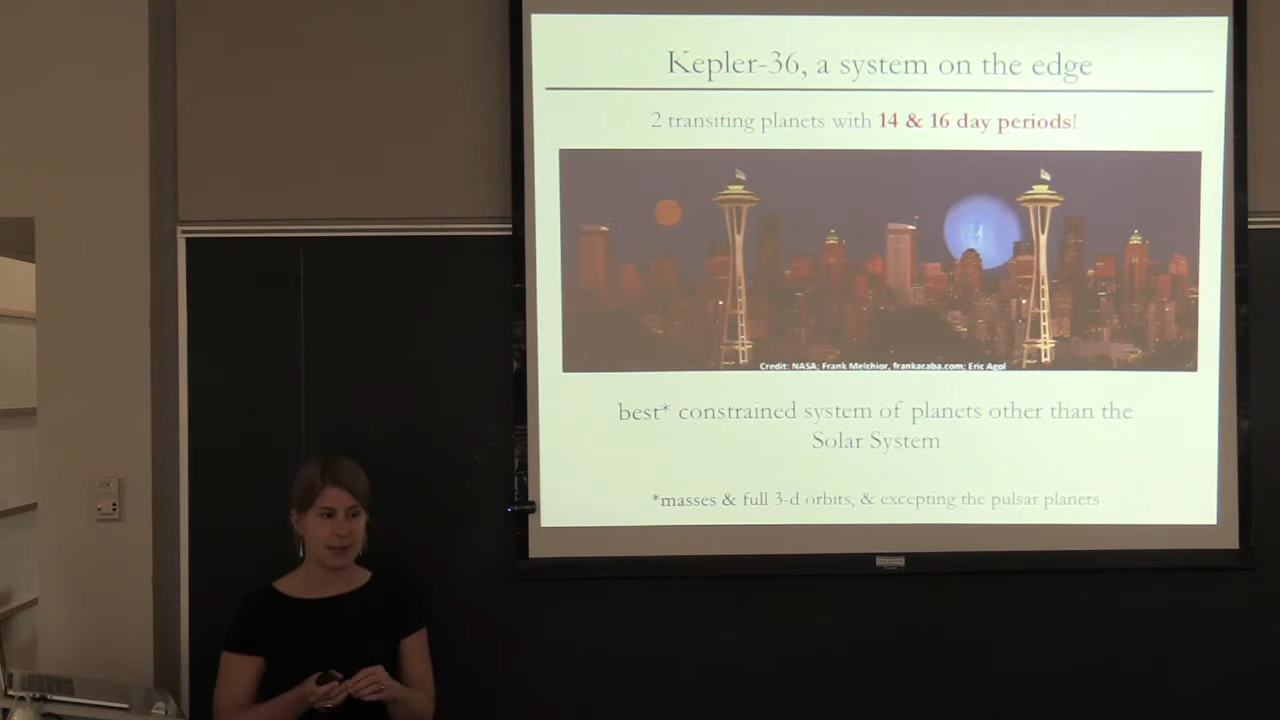 Kepler-36, a system on the edge
2 transiting planets with 14 & 16 day periods!
Credit: NASA; Frank Melchior, frankacaba.com; Eric Agol
best* constrained system of planets other than the
Solar System
*masses & full 3-d orbits, & excepting the pulsar planets